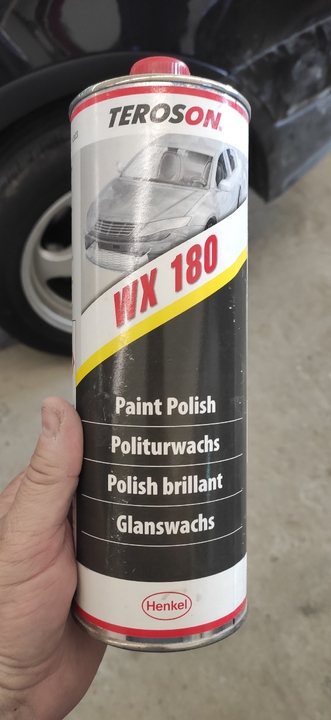 TEROSON
WX 180
Paint Polish
Politurwachs
Polish brillant
Glanswachs
Henkel